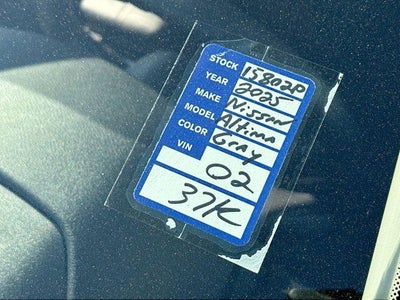 STOCK 15802P
YEAR 2025
MAKE Nissan
MODEL Altima
COLOR Gray
VIN 02
37K